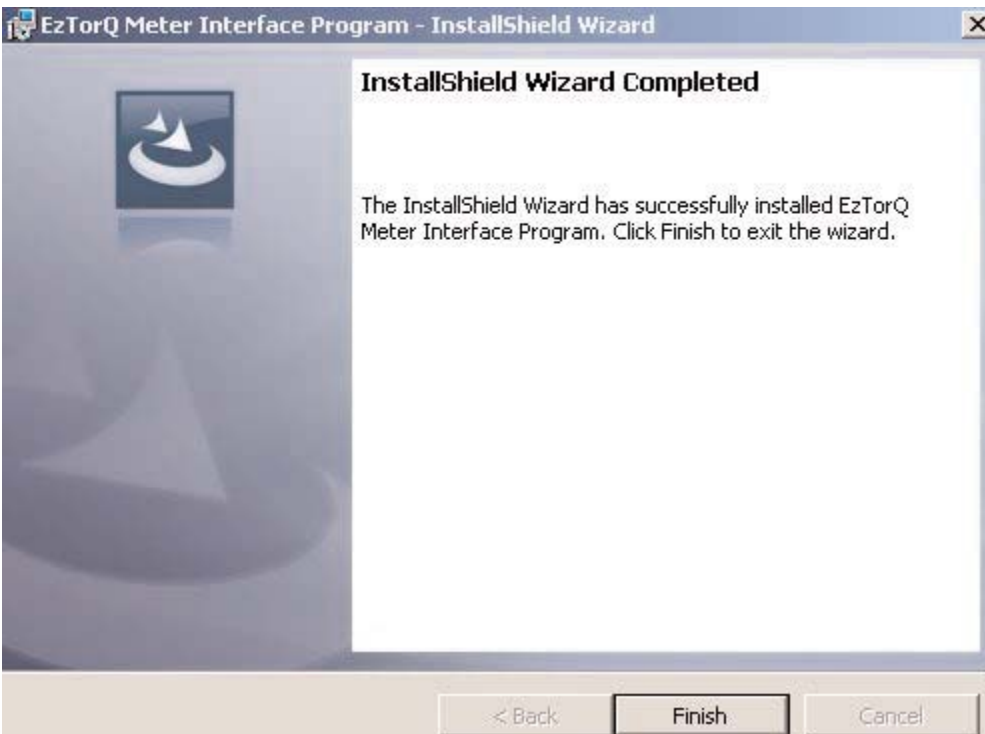 EzTorQ Meter Interface Program - InstallShield Wizard
InstallShield Wizard Completed
The InstallShield Wizard has successfully installed EzTorQ
Meter Interface Program. Click Finish to exit the wizard.
< Back Finish Cancel